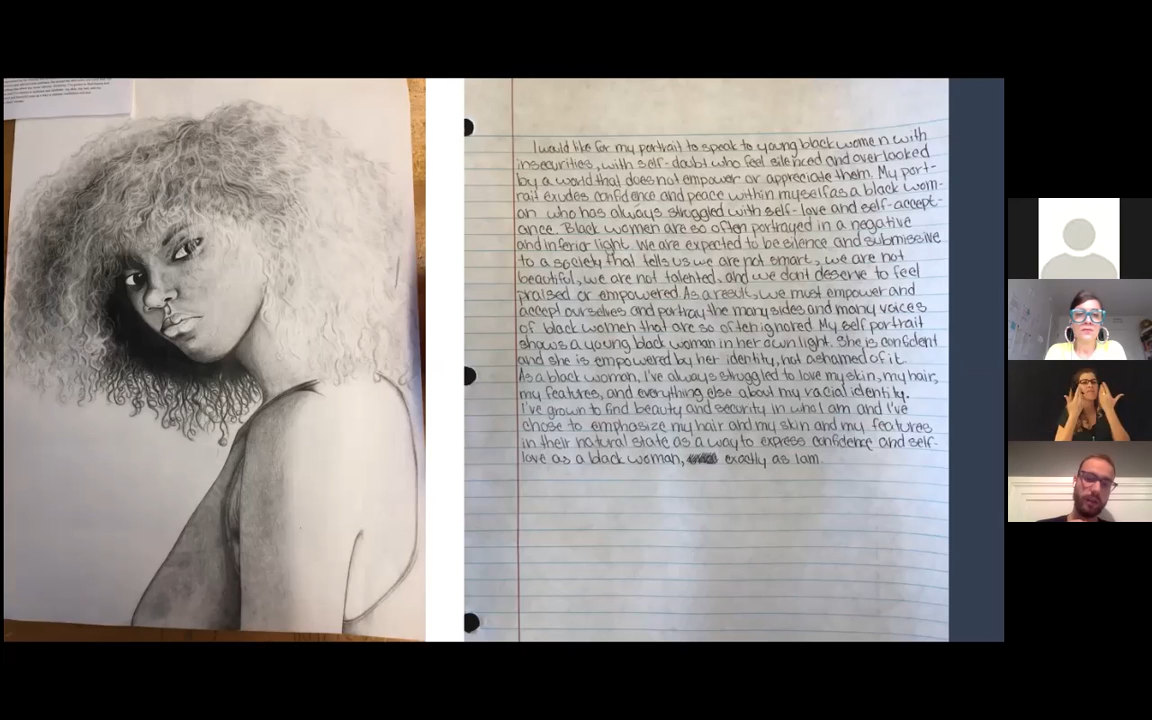 I would like for my portrait to speak to young black women with
insecurities, with self-doubt who feel silenced and overlooked
by a world that does not empower or appreciate them. My port-
rait exudes confidence and peace within myself as a black wom-
an who has always struggled with self-love and self-accept-
ance. Black women are so often portrayed in a negative
and inferior light. We are expected to be silence and submissive
to a society that tells us we are not smart, we are not
beautiful, we are not talented, and we dont deserve to feel
praised or empowered. As a result, we must empower and
accept ourselves and portray the many sides and many voices
of black women that are so often ignored. My self portrait
shows a young black woman in her own light. She is confident
and she is empowered by her identity, not ashamed of it.
As a black woman, I've always struggled to love my skin, my hair,
my features, and everything else about my racial identity.
I've grown to find beauty and security in who I am and I've
chose to emphasize my hair and my skin and my features
in their natural state as a way to express confidence and self-
love as a black woman, exactly as I am